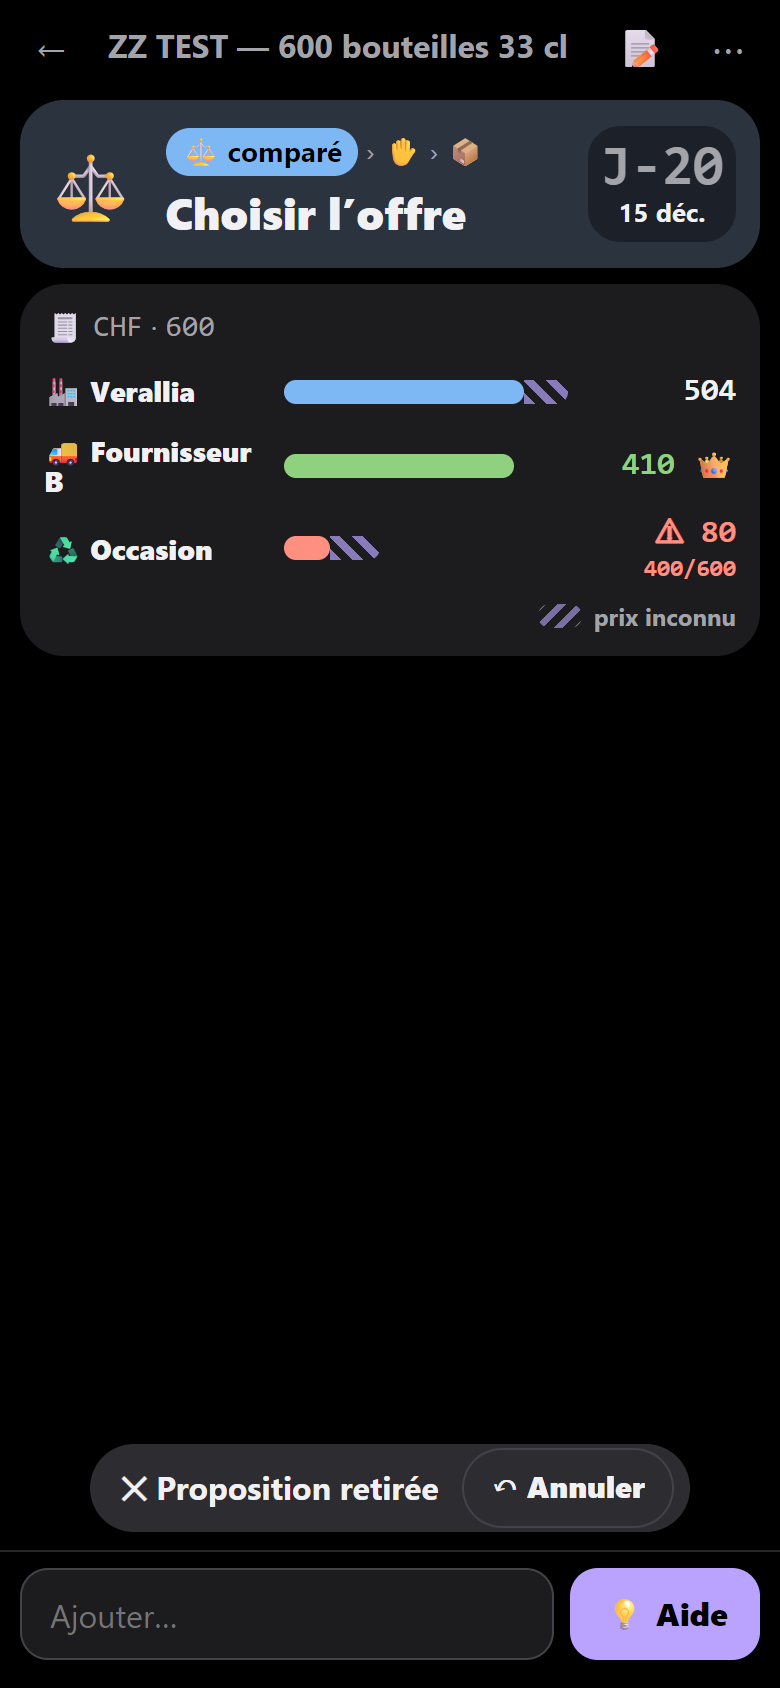 ← ZZ TEST — 600 bouteilles 33 cl 📝 …
⚖️ comparé › ✋ › 📦
Choisir l’offre
J-20
15 déc.
🧾 CHF · 600
🏭 Verallia 504
🚚 Fournisseur B 410 👑
♻️ Occasion ⚠ 80
400/600
prix inconnu
✕ Proposition retirée ↶ Annuler
Ajouter…
💡 Aide